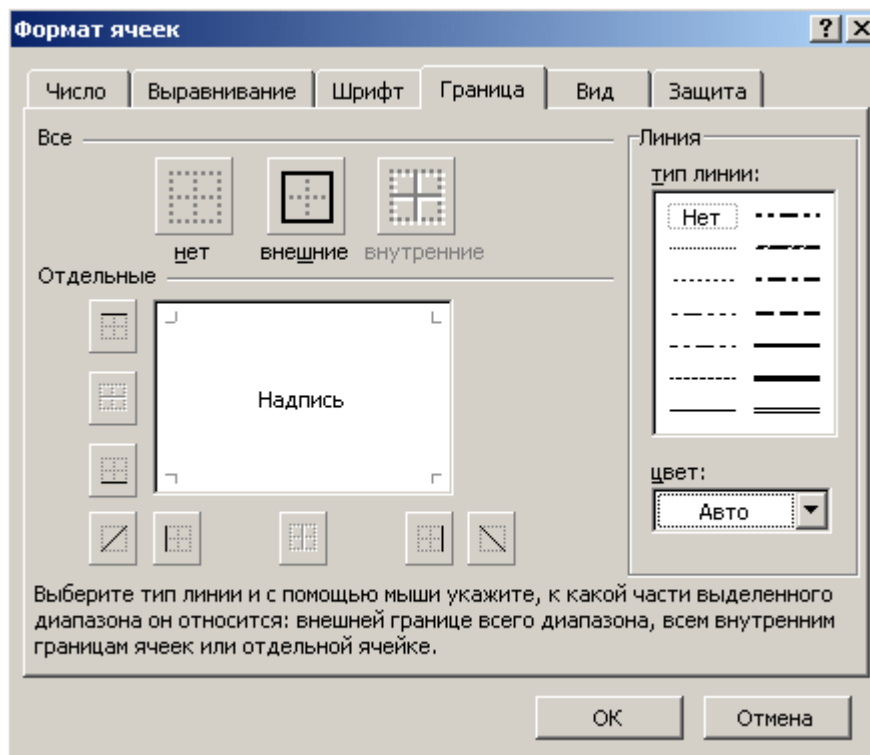 Формат ячеек
Число Выравнивание Шрифт Граница Вид Защита
Все
нет внешние внутренние
Отдельные
Надпись
Линия
тип линии:
Нет
цвет:
Авто
Выберите тип линии и с помощью мыши укажите, к какой части выделенного
диапазона он относится: внешней границе всего диапазона, всем внутренним
границам ячеек или отдельной ячейке.
ОК Отмена